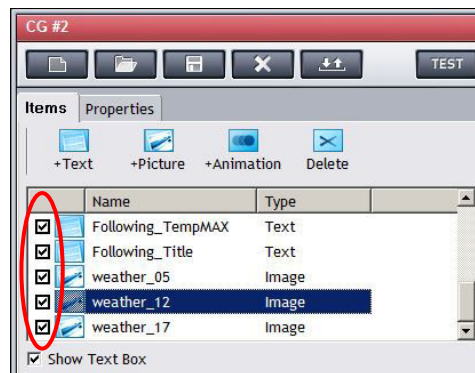 CG #2
TEST
Items Properties
+Text +Picture +Animation Delete
Name Type
Following_TempMAX Text
Following_Title Text
weather_05 Image
weather_12 Image
weather_17 Image
Show Text Box